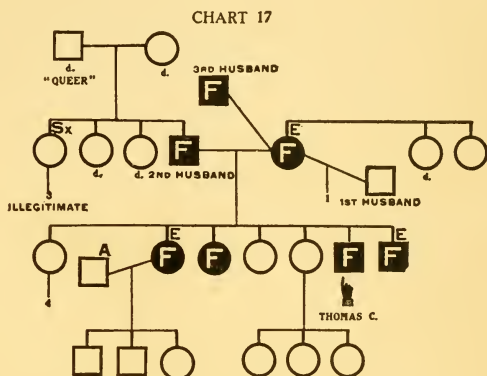 CHART 17
d.
"QUEER"
d.
3RD HUSBAND
F
Sx
d.
d.
F
2ND HUSBAND
E
F
d.
3
ILLEGITIMATE
1
1ST HUSBAND
A
E
F
F
F
E
F
4
THOMAS C.